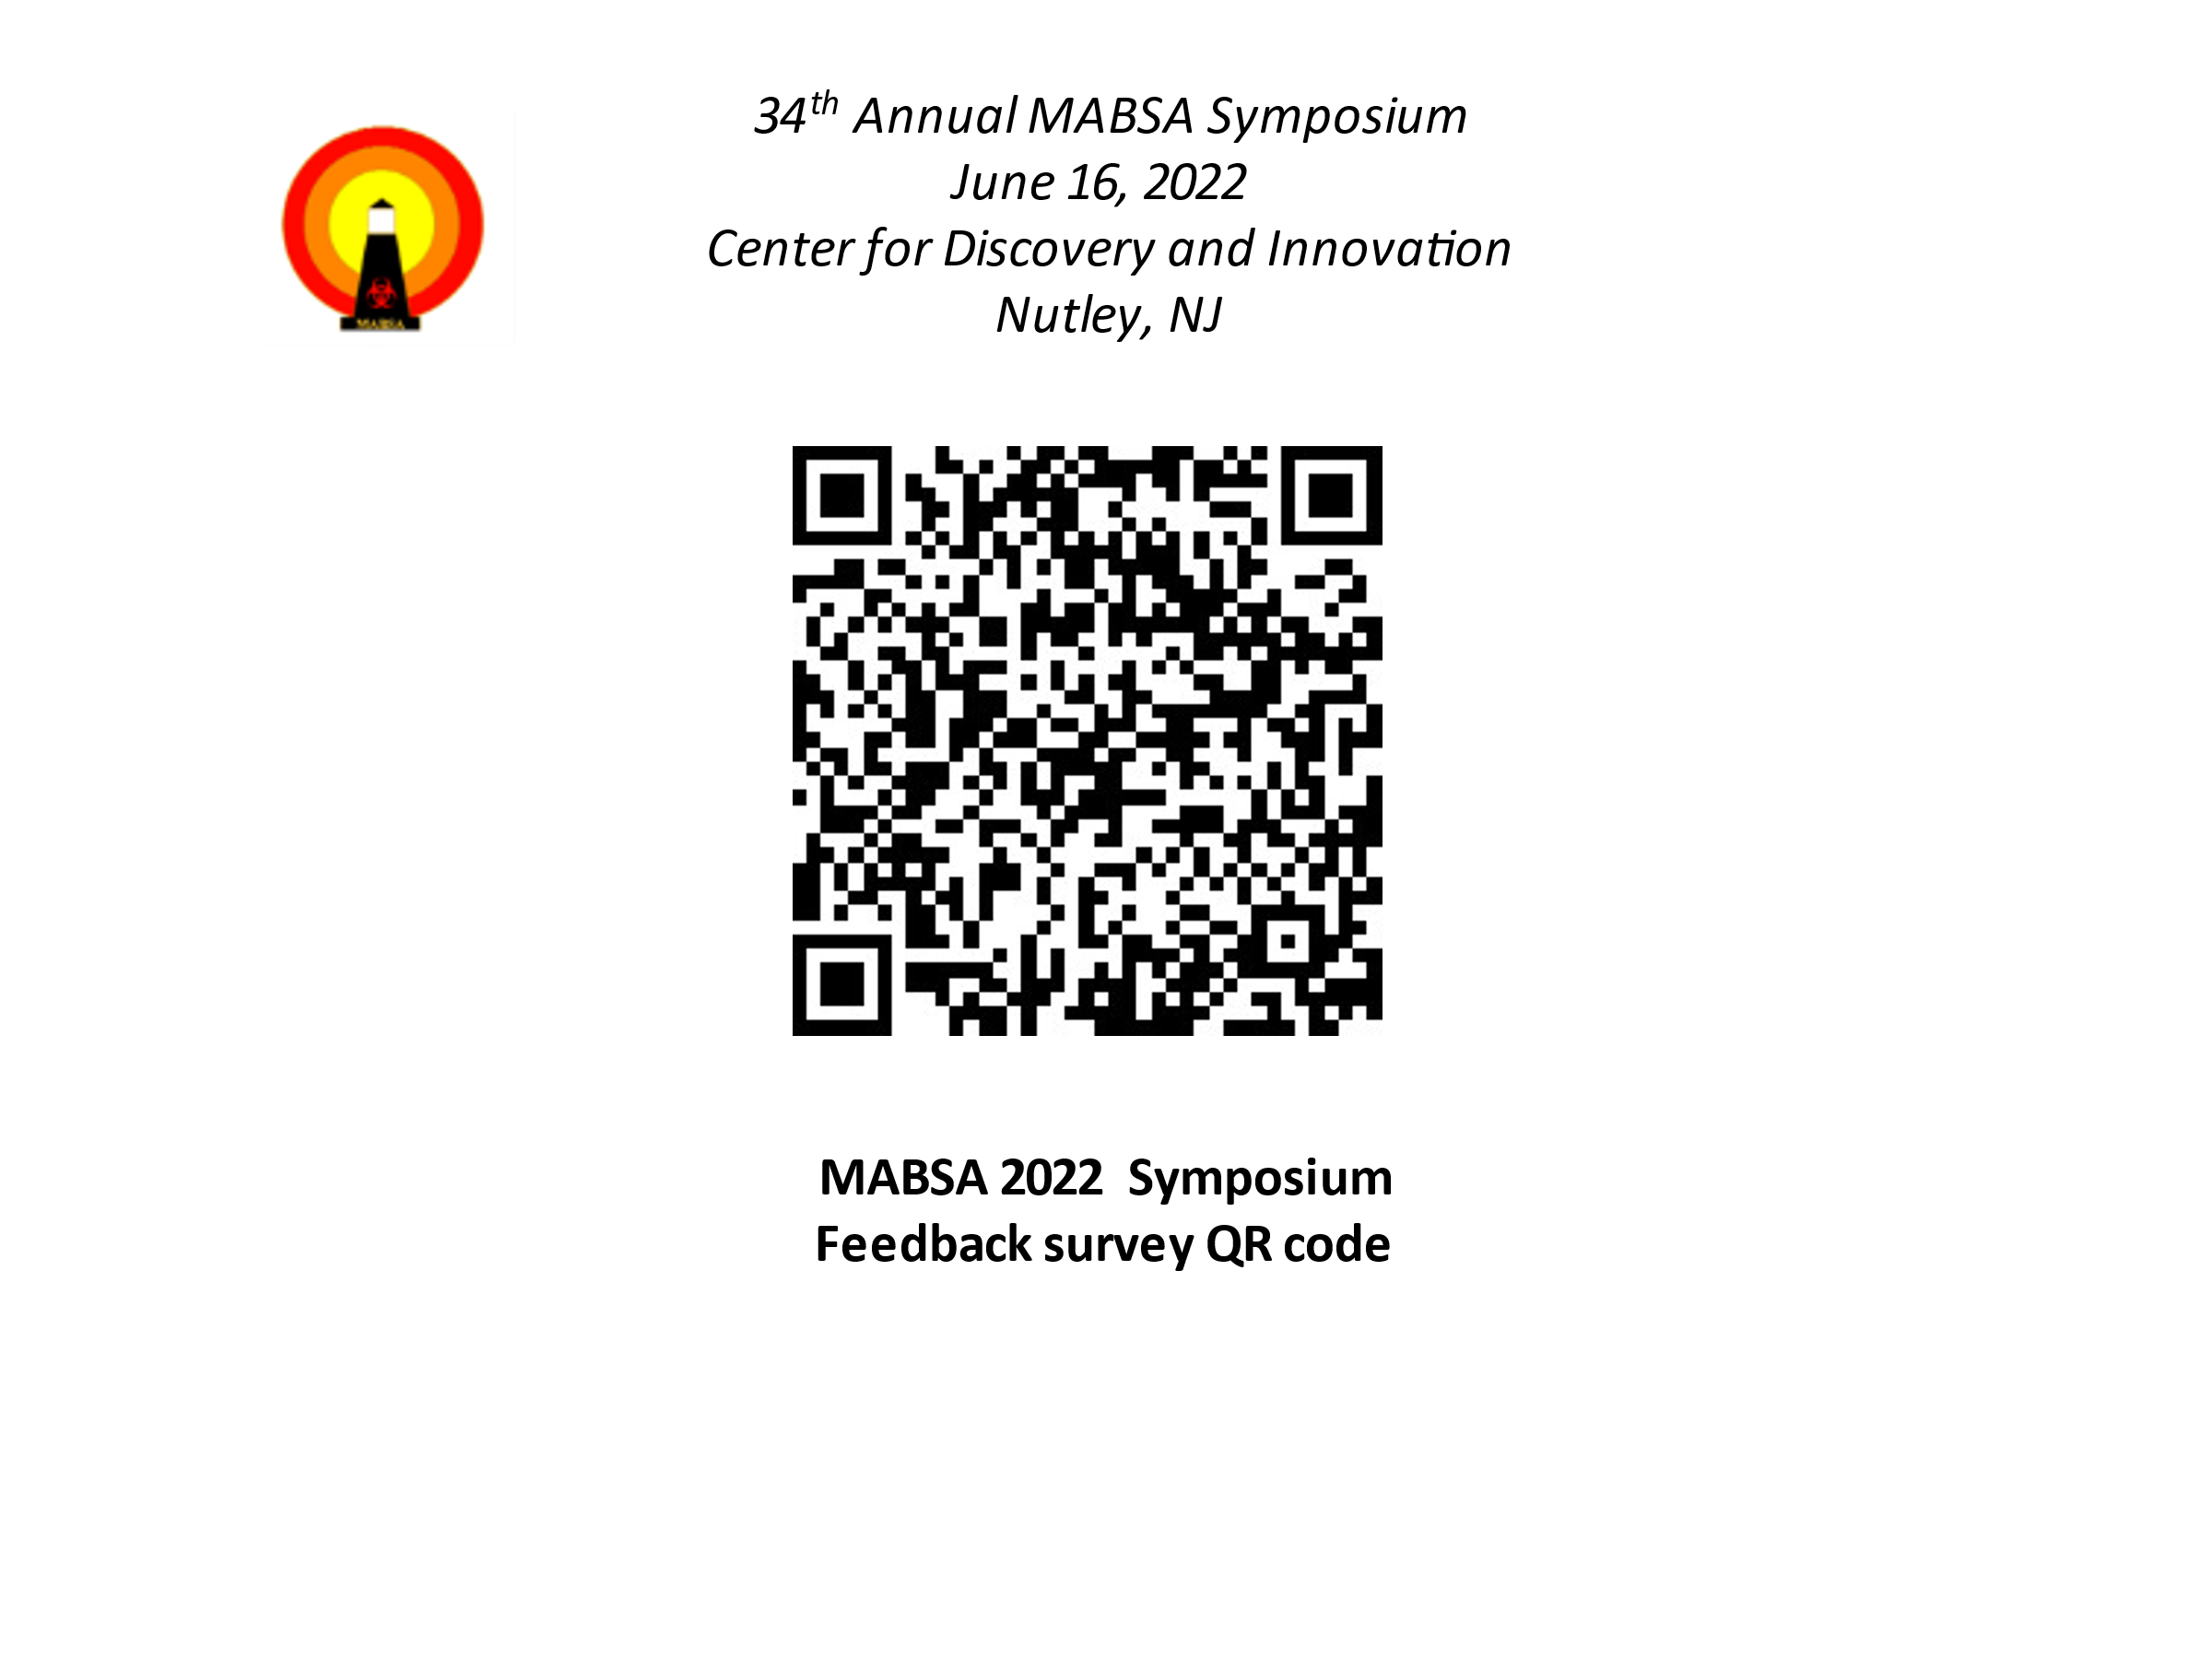 34th Annual MABSA Symposium
June 16, 2022
Center for Discovery and Innovation
Nutley, NJ
MABSA
MABSA 2022  Symposium
Feedback survey QR code